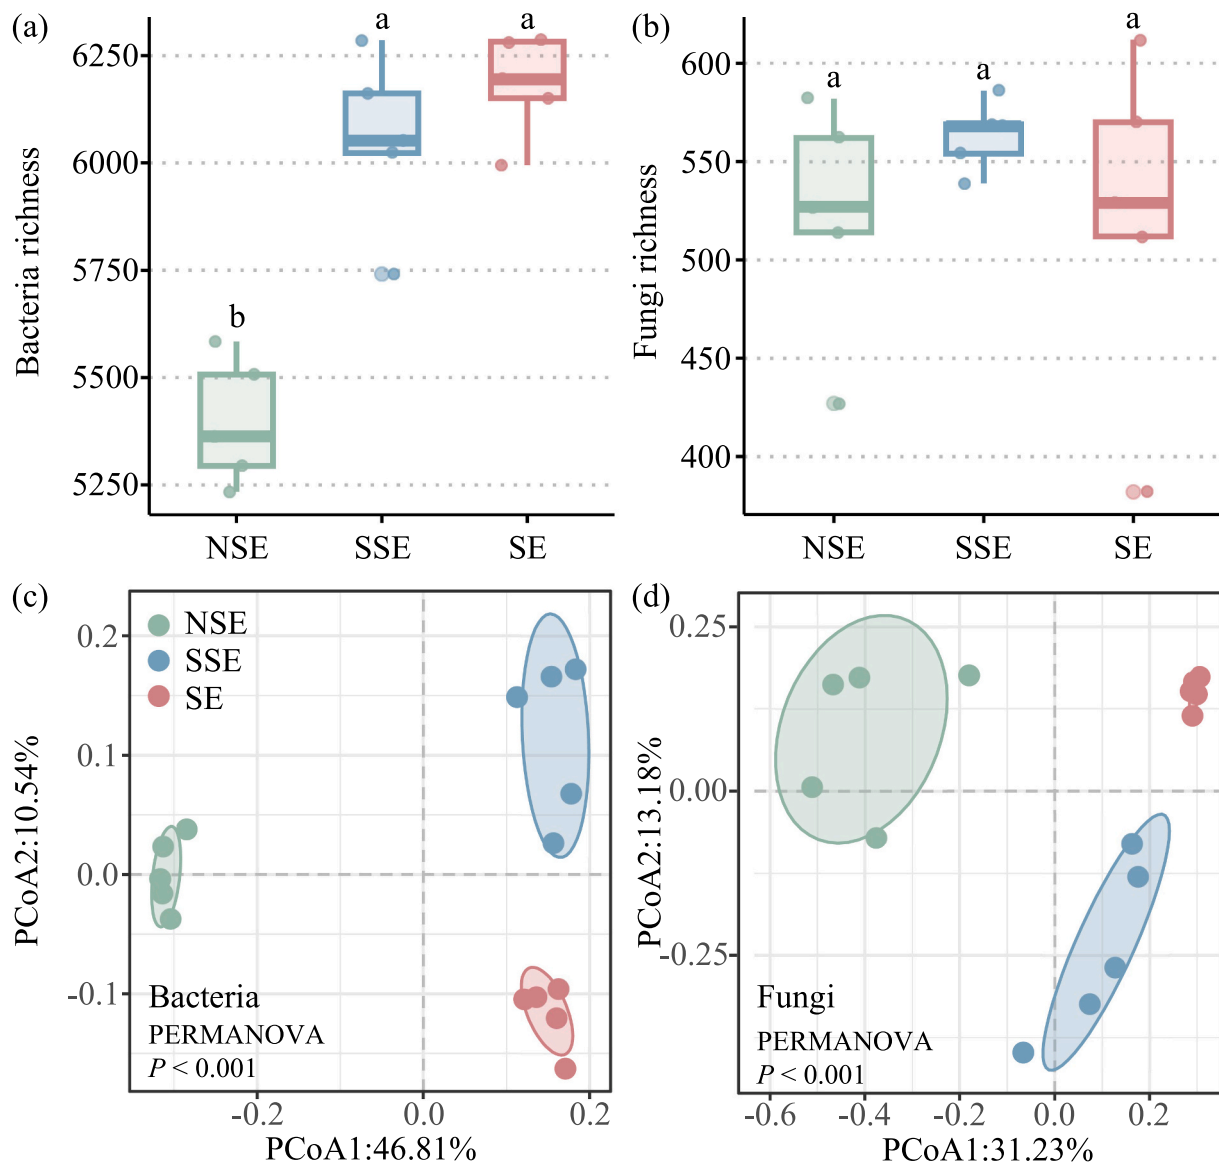 (a)
Bacteria richness
6250
6000
5750
5500
5250
b
a
a
NSE
SSE
SE
(b)
Fungi richness
600
550
500
450
400
a
a
a
NSE
SSE
SE
(c)
NSE
SSE
SE
PCoA2:10.54%
0.2
0.1
0.0
-0.1
Bacteria
PERMANOVA
P < 0.001
-0.2
0.0
0.2
PCoA1:46.81%
(d)
PCoA2:13.18%
0.25
0.00
-0.25
Fungi
PERMANOVA
P < 0.001
-0.6
-0.4
-0.2
0.0
0.2
PCoA1:31.23%